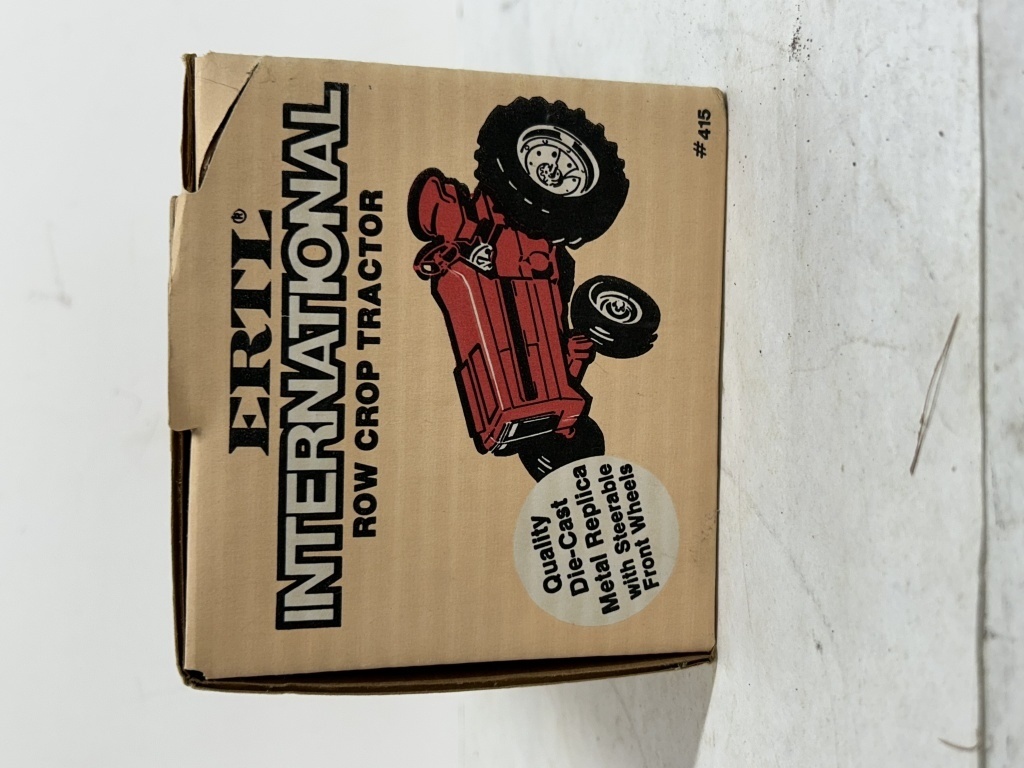 ERTL®
INTERNATIONAL
ROW CROP TRACTOR
Quality
Die-Cast
Metal Replica
with Steerable
Front Wheels
#415